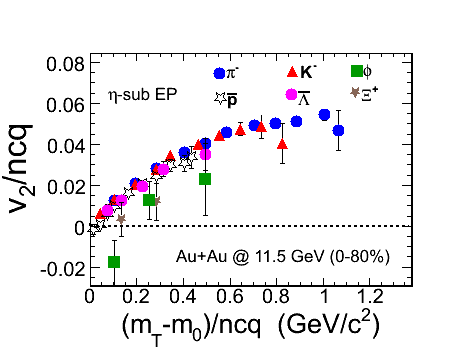 π⁻ K⁻ ϕ
η-sub EP p̅ Λ̅ Ξ⁺
0.08
0.06
0.04
0.02
0
-0.02
v₂/ncq
Au+Au @ 11.5 GeV (0-80%)
0 0.2 0.4 0.6 0.8 1 1.2
(m_T-m₀)/ncq (GeV/c²)